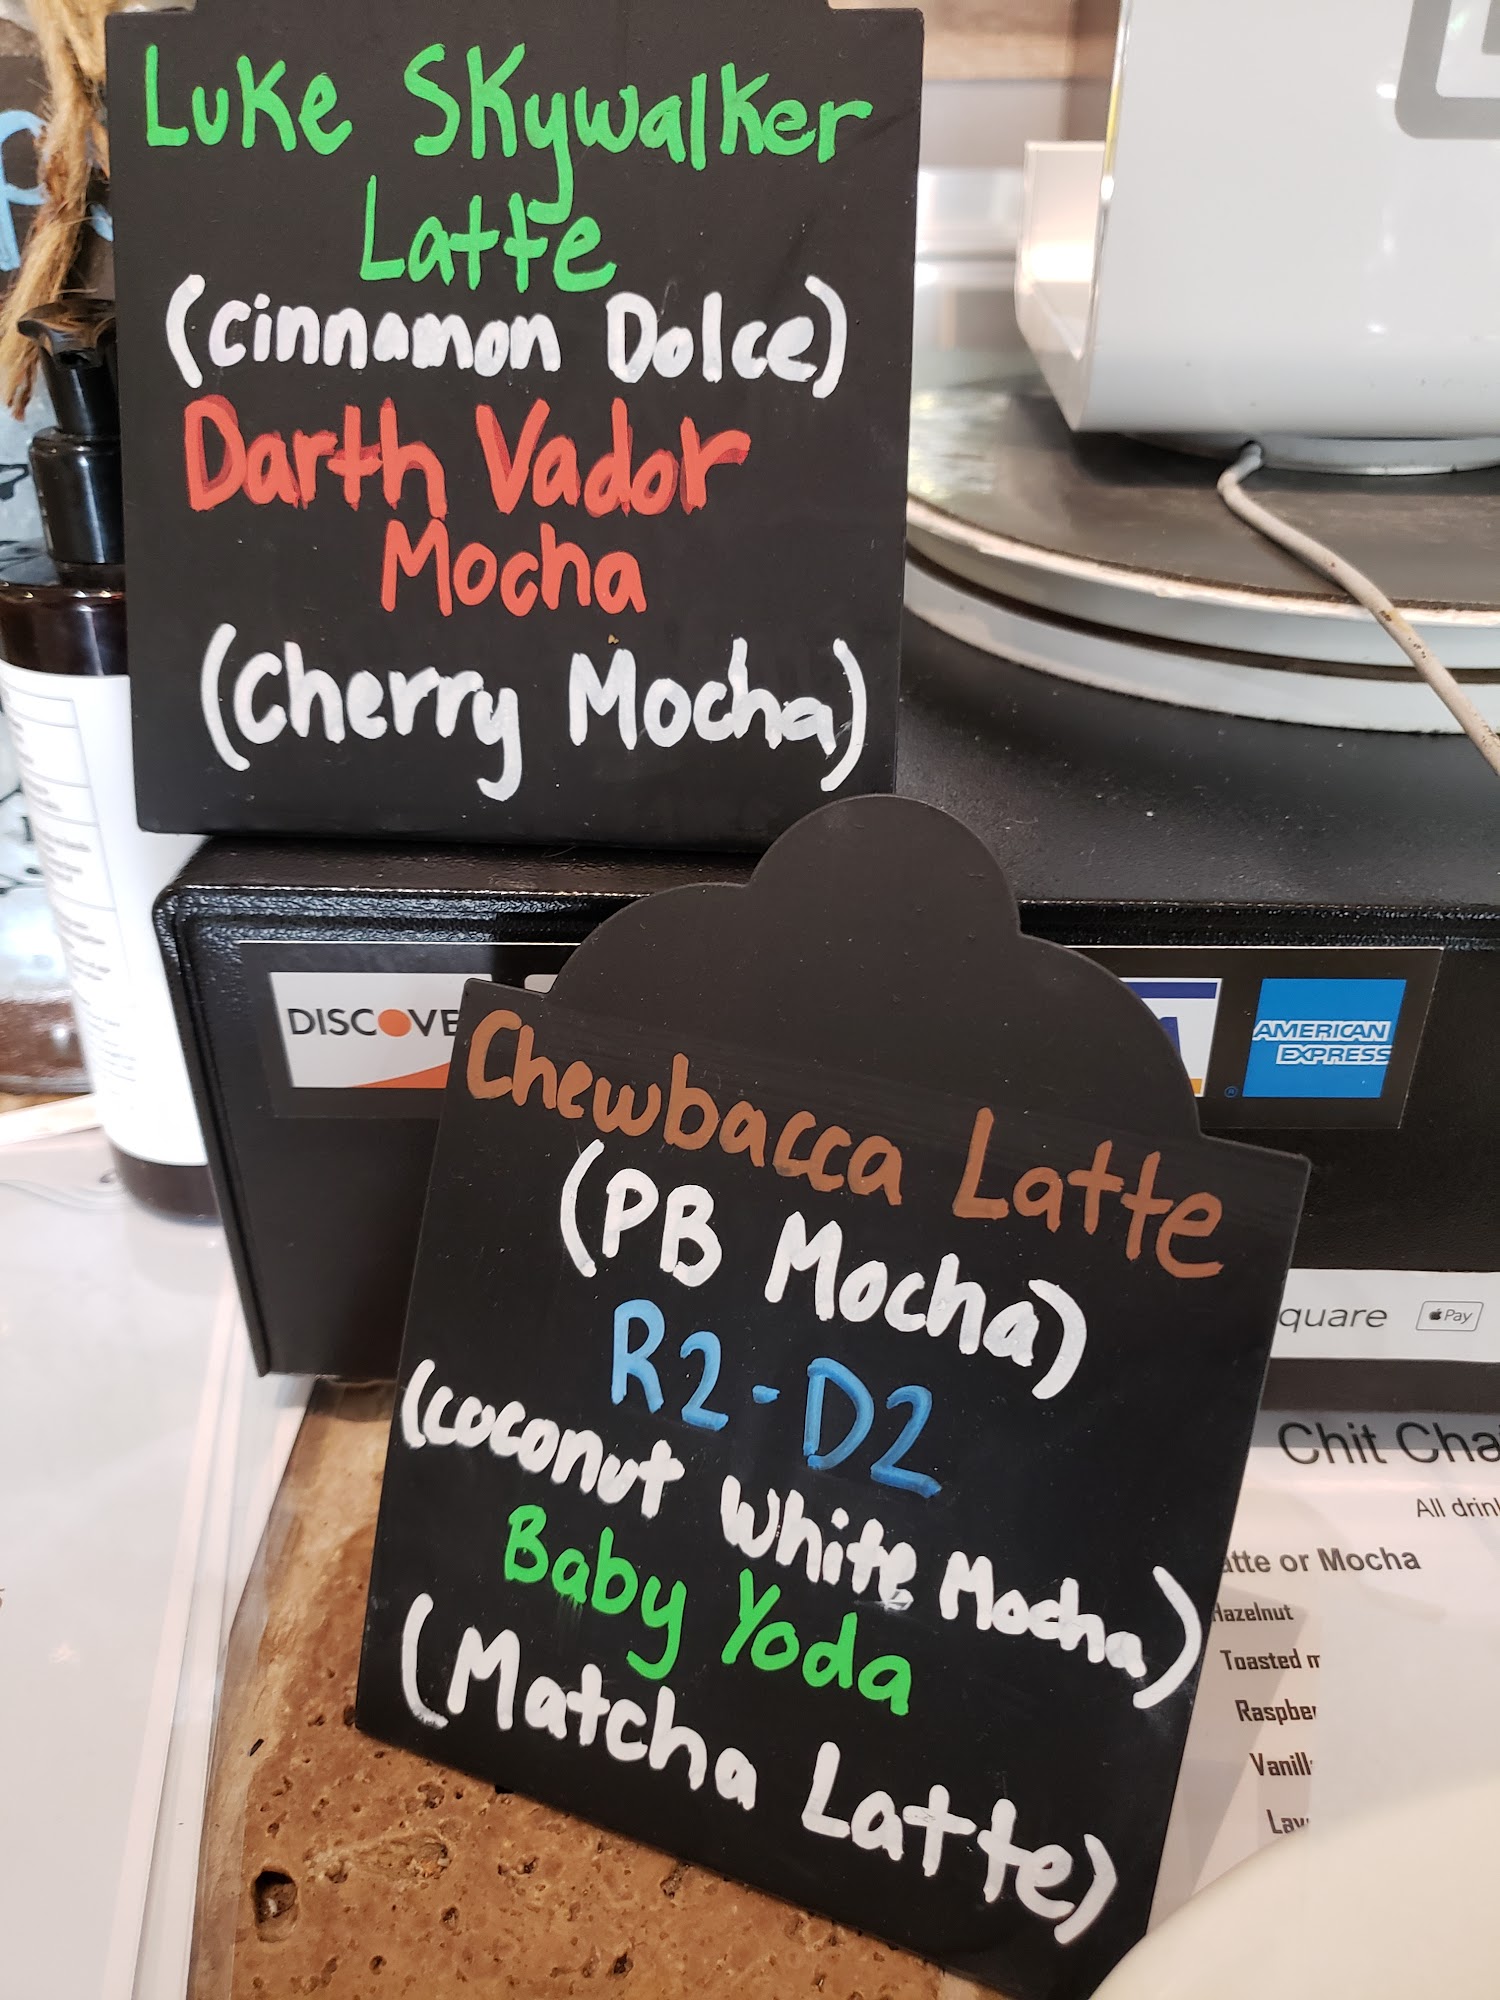 Luke Skywalker
Latte
(cinnamon Dolce)
Darth Vador
Mocha
(Cherry Mocha)
DISCOVE
AMERICAN
EXPRESS
Chewbacca Latte
(PB Mocha)
R2-D2
(coconut white Mocha)
Baby Yoda
(Matcha Latte)
quare
Pay
Chit Cha
All drin
atte or Mocha
Hazelnut
Toasted m
Raspber
Vanill
Lav